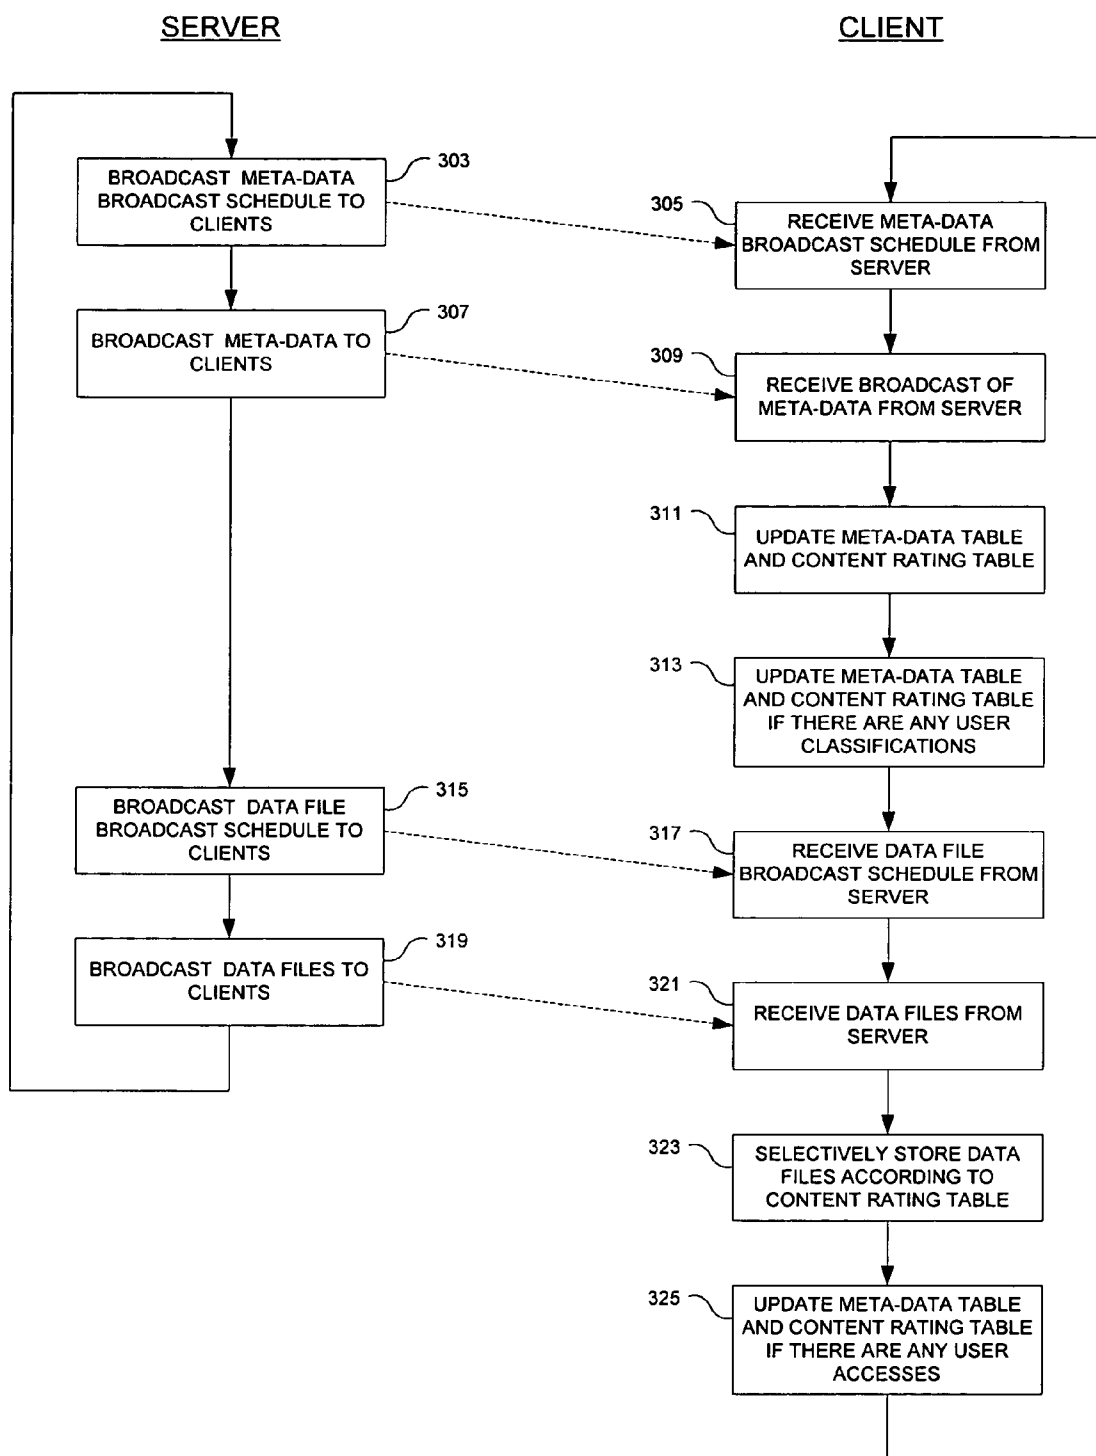 SERVER
CLIENT
303
BROADCAST META-DATA
BROADCAST SCHEDULE TO
CLIENTS
305
RECEIVE META-DATA
BROADCAST SCHEDULE FROM
SERVER
307
BROADCAST META-DATA TO
CLIENTS
309
RECEIVE BROADCAST OF
META-DATA FROM SERVER
311
UPDATE META-DATA TABLE
AND CONTENT RATING TABLE
313
UPDATE META-DATA TABLE
AND CONTENT RATING TABLE
IF THERE ARE ANY USER
CLASSIFICATIONS
315
BROADCAST DATA FILE
BROADCAST SCHEDULE TO
CLIENTS
317
RECEIVE DATA FILE
BROADCAST SCHEDULE FROM
SERVER
319
BROADCAST DATA FILES TO
CLIENTS
321
RECEIVE DATA FILES FROM
SERVER
323
SELECTIVELY STORE DATA
FILES ACCORDING TO
CONTENT RATING TABLE
325
UPDATE META-DATA TABLE
AND CONTENT RATING TABLE
IF THERE ARE ANY USER
ACCESSES